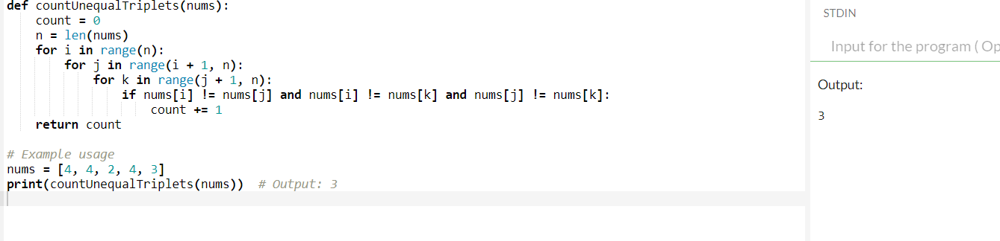 def countUnequalTriplets(nums):
    count = 0
    n = len(nums)
    for i in range(n):
        for j in range(i + 1, n):
            for k in range(j + 1, n):
                if nums[i] != nums[j] and nums[i] != nums[k] and nums[j] != nums[k]:
                    count += 1
    return count

# Example usage
nums = [4, 4, 2, 4, 3]
print(countUnequalTriplets(nums))  # Output: 3
STDIN
Input for the program ( Op
Output:
3